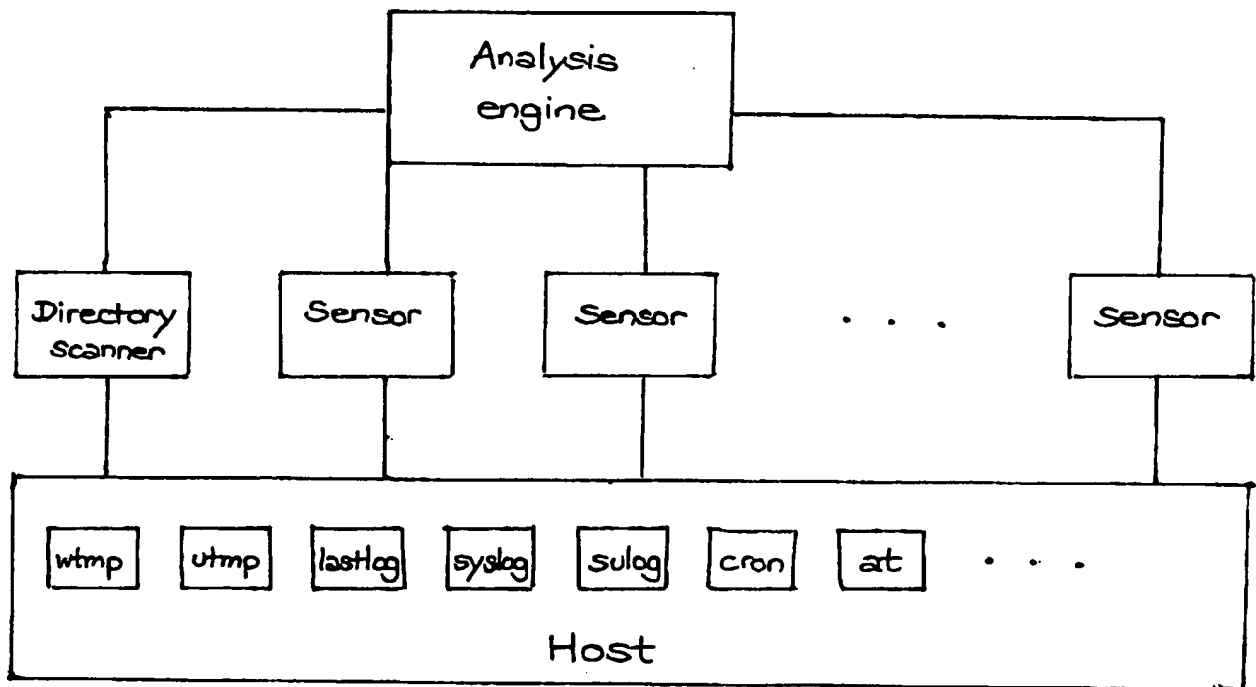 Analysis
engine
Directory
scanner
Sensor
Sensor
. . .
Sensor
wtmp
utmp
lastlog
syslog
sulog
cron
at
. . .
Host